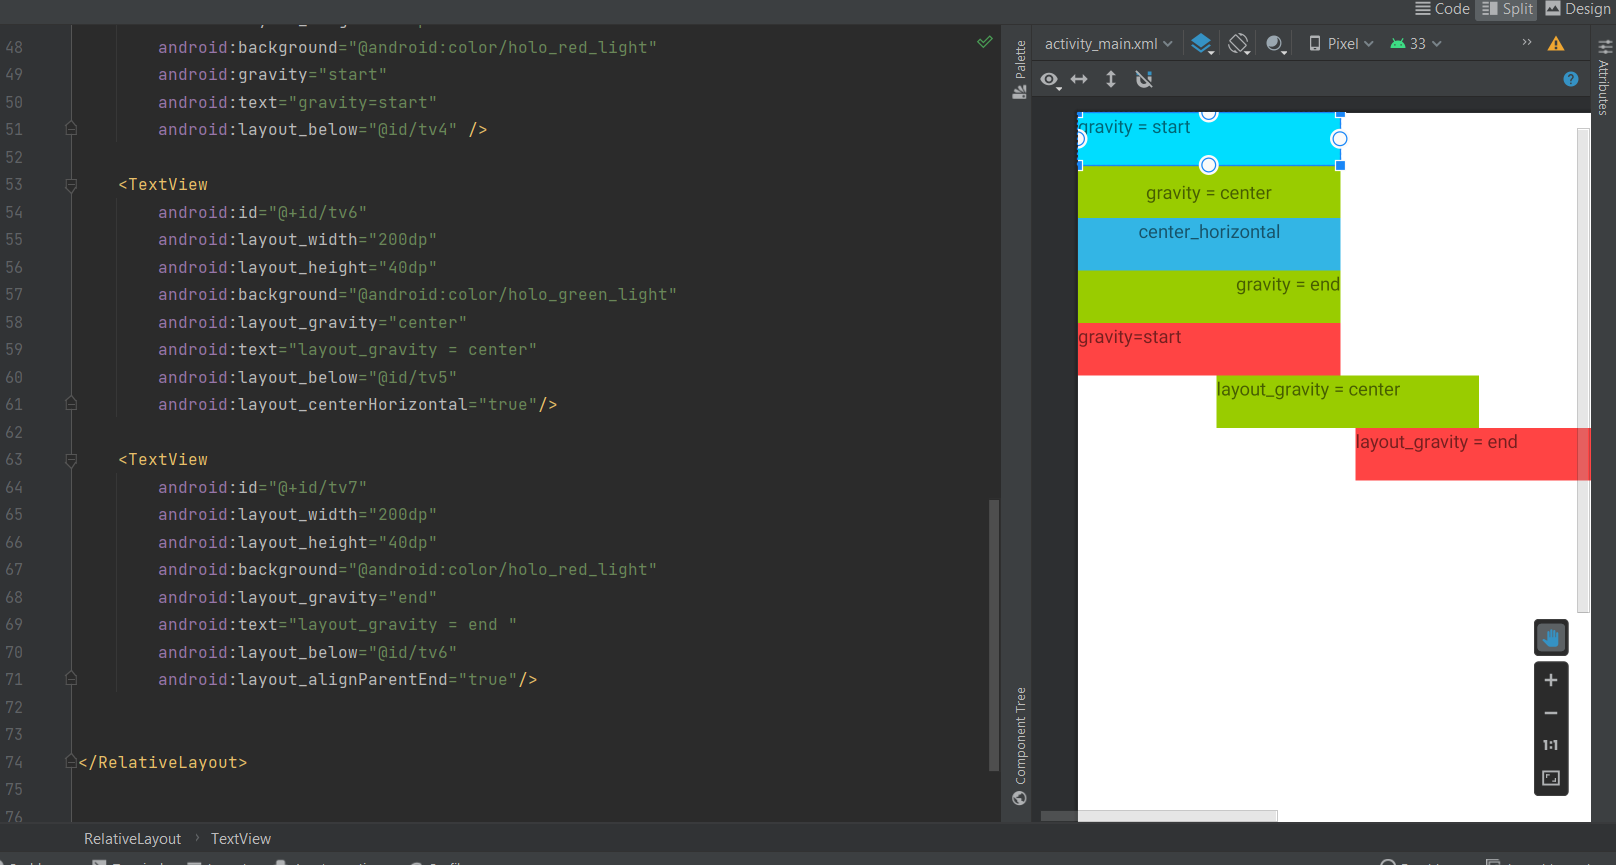 Code Split Design
48 android:background="@android:color/holo_red_light"
49 android:gravity="start"
50 android:text="gravity=start"
51 android:layout_below="@id/tv4" />
52
53 <TextView
54 android:id="@+id/tv6"
55 android:layout_width="200dp"
56 android:layout_height="40dp"
57 android:background="@android:color/holo_green_light"
58 android:layout_gravity="center"
59 android:text="layout_gravity = center"
60 android:layout_below="@id/tv5"
61 android:layout_centerHorizontal="true"/>
62
63 <TextView
64 android:id="@+id/tv7"
65 android:layout_width="200dp"
66 android:layout_height="40dp"
67 android:background="@android:color/holo_red_light"
68 android:layout_gravity="end"
69 android:text="layout_gravity = end "
70 android:layout_below="@id/tv6"
71 android:layout_alignParentEnd="true"/>
72
73
74 </RelativeLayout>
75
76
Palette
Component Tree
activity_main.xml Pixel 33 »
?
gravity = start
gravity = center
center_horizontal
gravity = end
gravity=start
layout_gravity = center
layout_gravity = end
+
−
1:1
Attributes
RelativeLayout › TextView